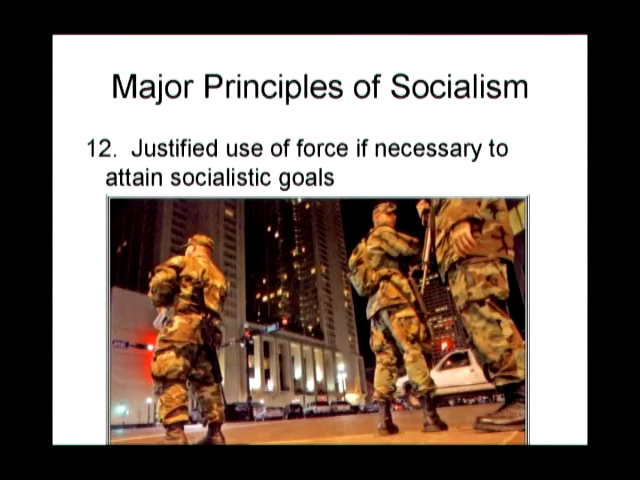 Major Principles of Socialism
12. Justified use of force if necessary to
attain socialistic goals